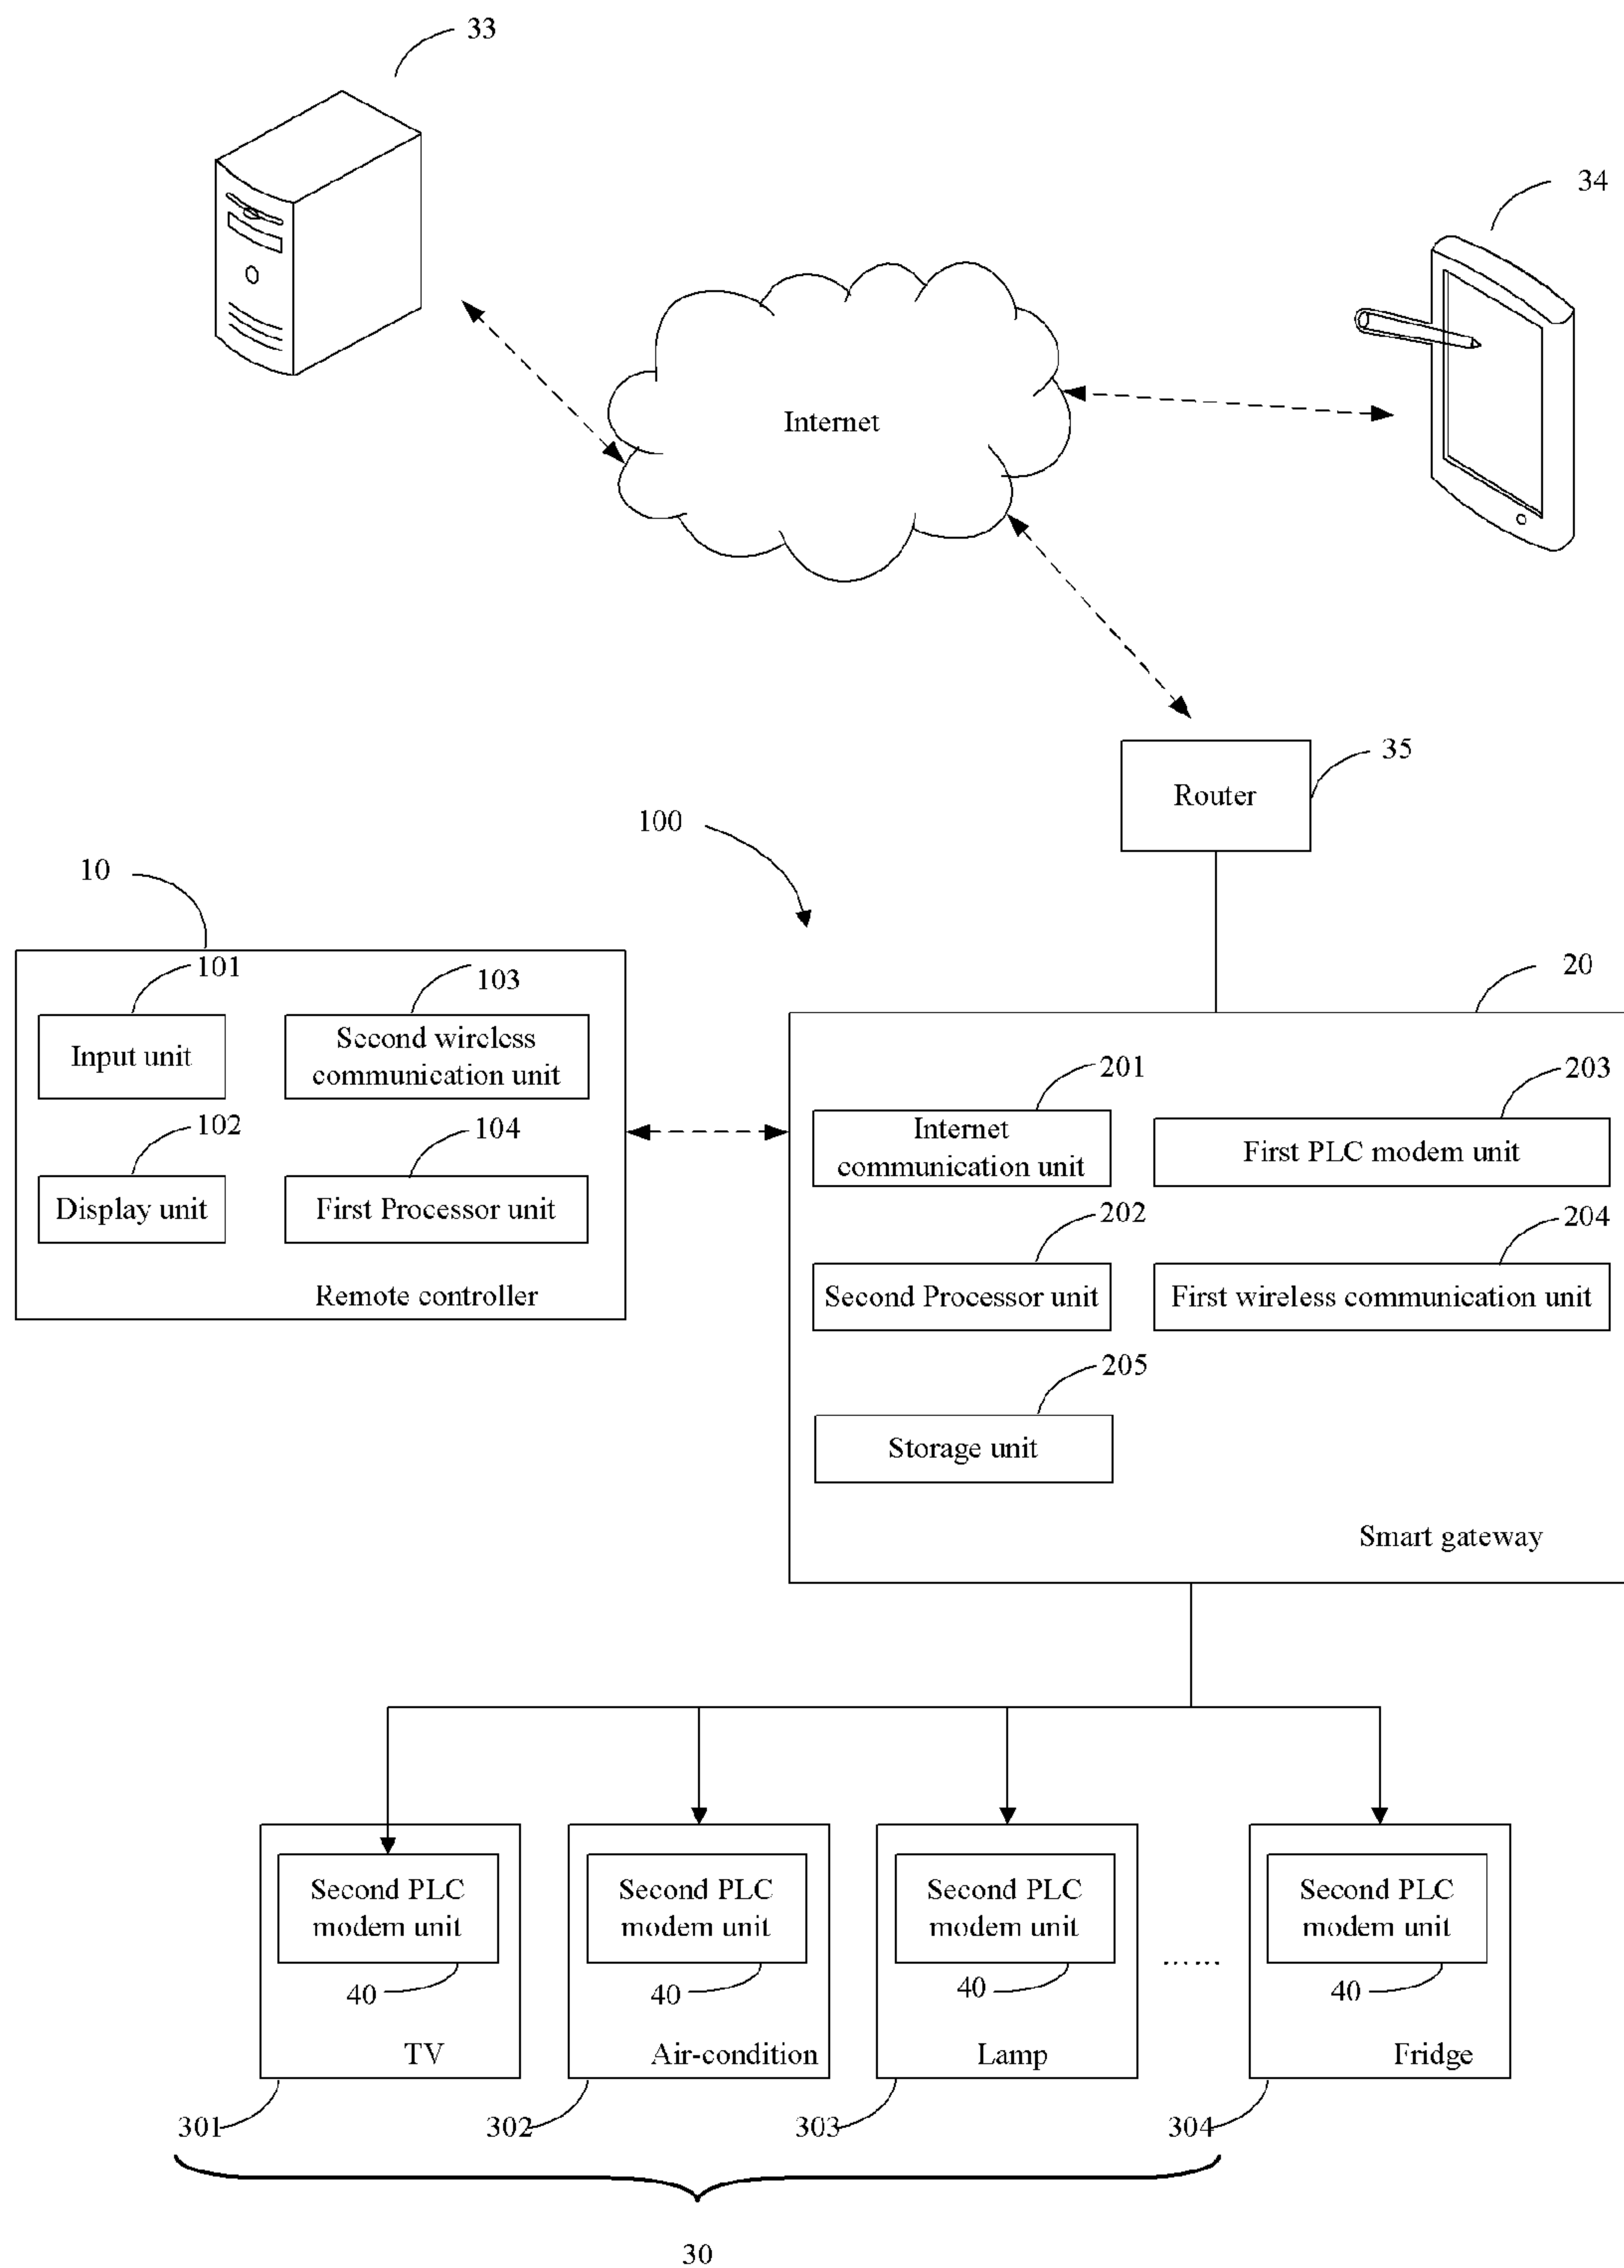 33
34
Internet
35
Router
100
10
101
103
Input unit
Second wireless
communication unit
102
104
Display unit
First Processor unit
Remote controller
20
201
203
Internet
communication unit
First PLC modem unit
202
204
Second Processor unit
First wireless communication unit
205
Storage unit
Smart gateway
Second PLC
modem unit
40
TV
Second PLC
modem unit
40
Air-condition
Second PLC
modem unit
40
Lamp
......
Second PLC
modem unit
40
Fridge
301
302
303
304
30